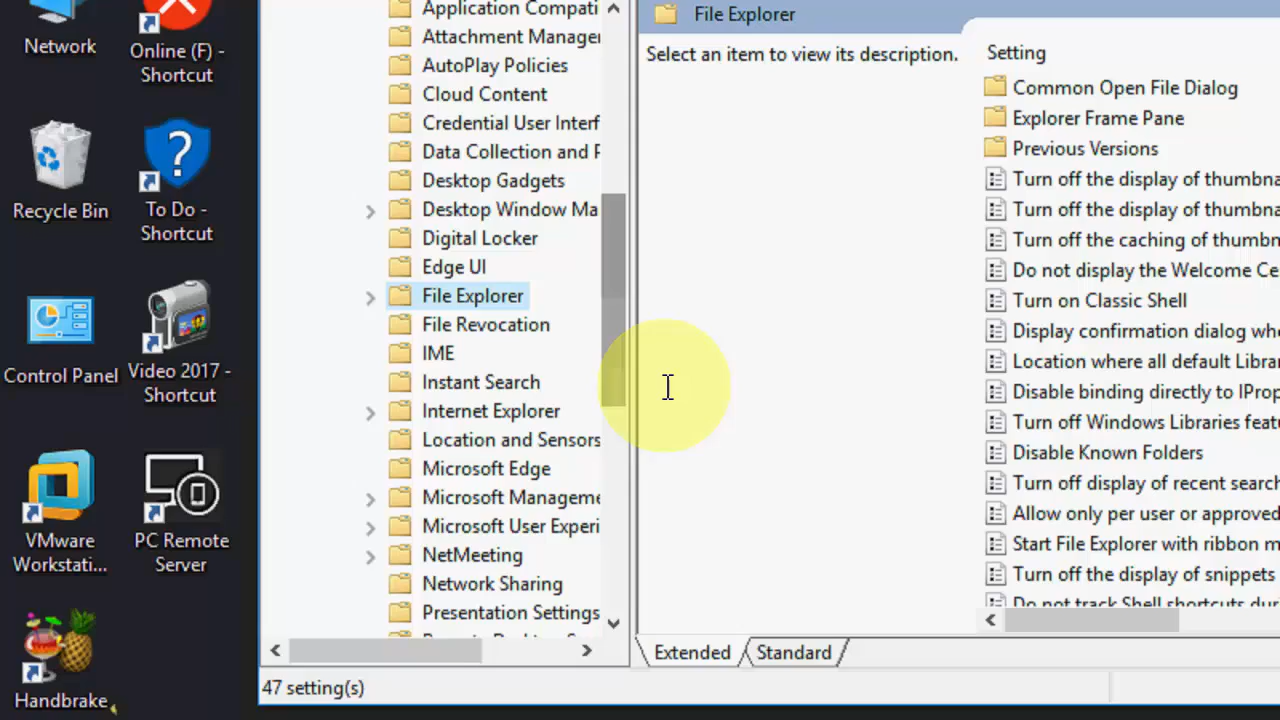 Network
Online (F) -
Shortcut
Recycle Bin
To Do -
Shortcut
Control Panel
Video 2017 -
Shortcut
VMware
Workstati...
PC Remote
Server
Handbrake
Application Compati
Attachment Manager
AutoPlay Policies
Cloud Content
Credential User Interf
Data Collection and P
Desktop Gadgets
Desktop Window Ma
Digital Locker
Edge UI
File Explorer
File Revocation
IME
Instant Search
Internet Explorer
Location and Sensors
Microsoft Edge
Microsoft Manageme
Microsoft User Experi
NetMeeting
Network Sharing
Presentation Settings
File Explorer
Select an item to view its description.
Setting
Common Open File Dialog
Explorer Frame Pane
Previous Versions
Turn off the display of thumbna
Turn off the display of thumbna
Turn off the caching of thumbn
Do not display the Welcome Ce
Turn on Classic Shell
Display confirmation dialog whe
Location where all default Librar
Disable binding directly to IProp
Turn off Windows Libraries featu
Disable Known Folders
Turn off display of recent search
Allow only per user or approved
Start File Explorer with ribbon m
Turn off the display of snippets
Do not track Shell shortcuts dur
Extended
Standard
47 setting(s)